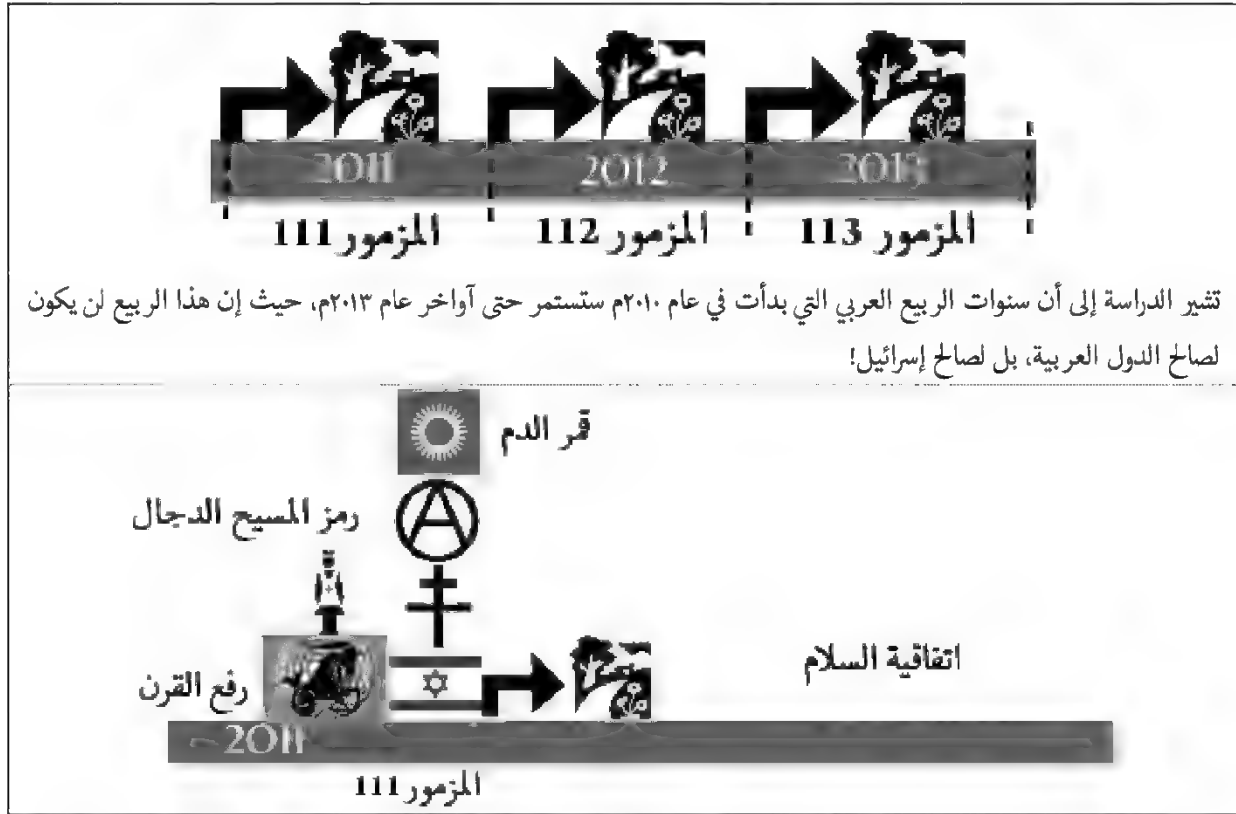 2011 2012 2013
المزمور 111 المزمور 112 المزمور 113
تشير الدراسة إلى أن سنوات الربيع العربي التي بدأت في عام ٢٠١٠م ستستمر حتى آواخر عام ٢٠١٣م، حيث إن هذا الربيع لن يكون
لصالح الدول العربية، بل لصالح إسرائيل!
قمر الدم
رمز المسيح الدجال
اتفاقية السلام
رفع القرن
2011
المزمور 111